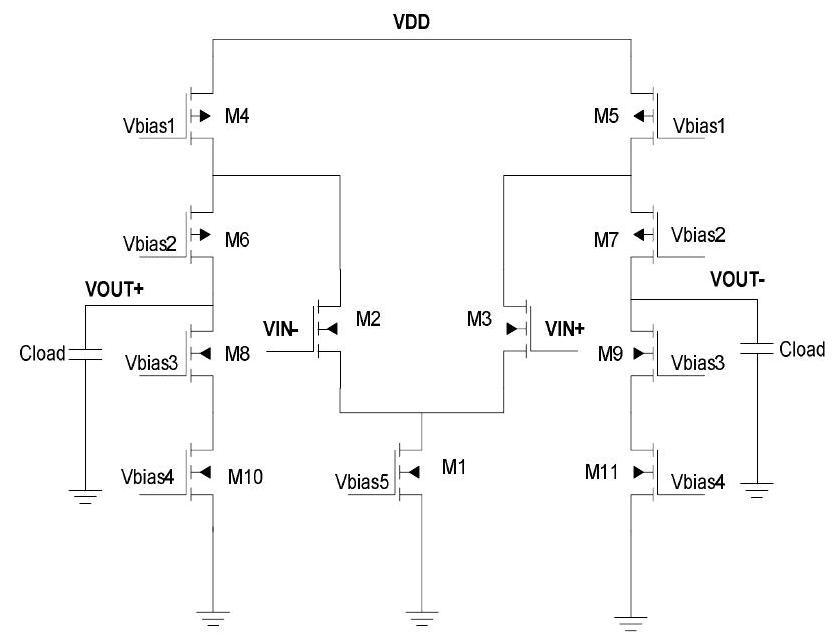 VDD
Vbias1
M4
M5
Vbias1
Vbias2
M6
M7
Vbias2
VOUT+
VOUT-
VIN-
M2
M3
VIN+
Cload
Vbias3
M8
M9
Vbias3
Cload
Vbias4
M10
Vbias5
M1
M11
Vbias4